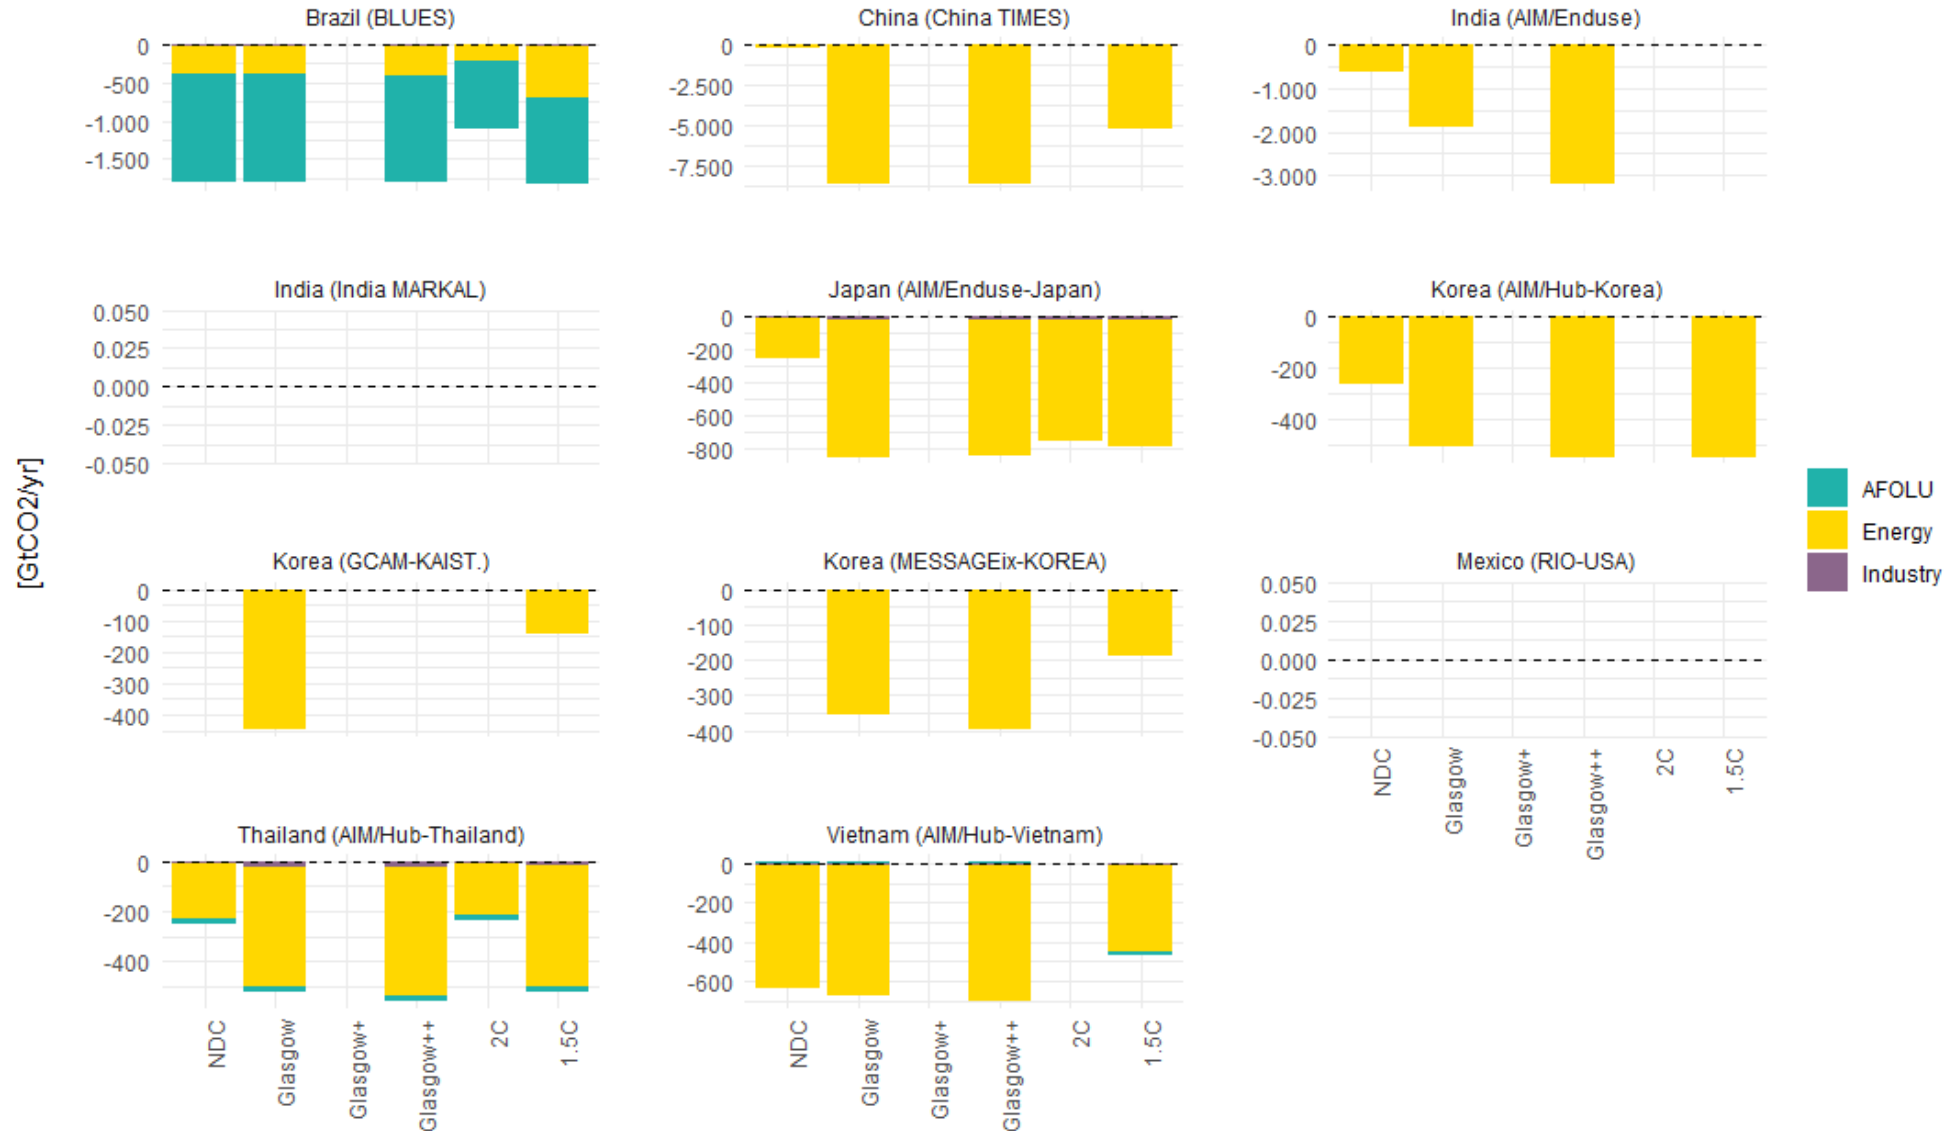 Brazil (BLUES)
0
-500
-1.000
-1.500
China (China TIMES)
0
-2.500
-5.000
-7.500
India (AIM/Enduse)
0
-1.000
-2.000
-3.000
India (India MARKAL)
0.050
0.025
0.000
-0.025
-0.050
Japan (AIM/Enduse-Japan)
0
-200
-400
-600
-800
Korea (AIM/Hub-Korea)
0
-200
-400
[GtCO2/yr]
AFOLU
Energy
Industry
Korea (GCAM-KAIST.)
0
-100
-200
-300
-400
Korea (MESSAGEix-KOREA)
0
-100
-200
-300
-400
Mexico (RIO-USA)
0.050
0.025
0.000
-0.025
-0.050
NDC
Glasgow
Glasgow+
Glasgow++
2C
1.5C
Thailand (AIM/Hub-Thailand)
0
-200
-400
NDC
Glasgow
Glasgow+
Glasgow++
2C
1.5C
Vietnam (AIM/Hub-Vietnam)
0
-200
-400
-600
NDC
Glasgow
Glasgow+
Glasgow++
2C
1.5C